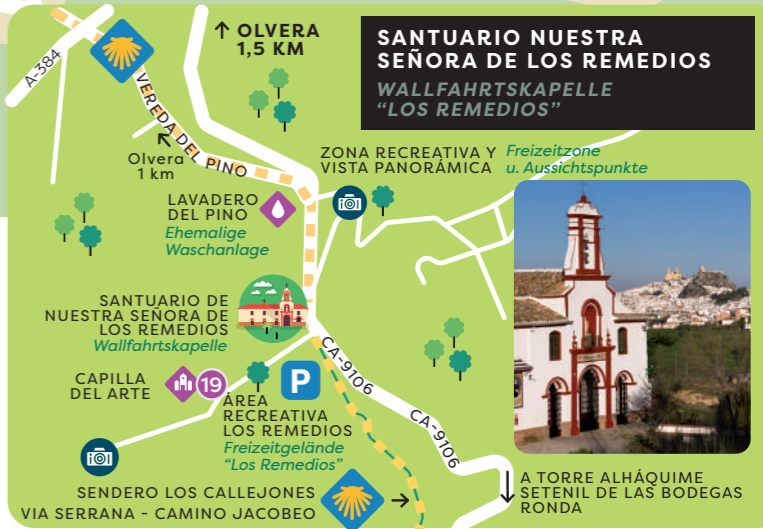 ↑ OLVERA
1,5 KM
SANTUARIO NUESTRA
SEÑORA DE LOS REMEDIOS
WALLFAHRTSKAPELLE
“LOS REMEDIOS”
A-384
VEREDA DEL PINO
Olvera
1 km
ZONA RECREATIVA Y
VISTA PANORÁMICA
Freizeitzone
u. Aussichtspunkte
LAVADERO
DEL PINO
Ehemalige
Waschanlage
SANTUARIO DE
NUESTRA SEÑORA DE
LOS REMEDIOS
Wallfahrtskapelle
CA-9106
CAPILLA
DEL ARTE
19
P
ÁREA
RECREATIVA
LOS REMEDIOS
Freizeitgelände
“Los Remedios”
CA-9106
SENDERO LOS CALLEJONES
VIA SERRANA - CAMINO JACOBEO
A TORRE ALHÁQUIME
SETENIL DE LAS BODEGAS
RONDA